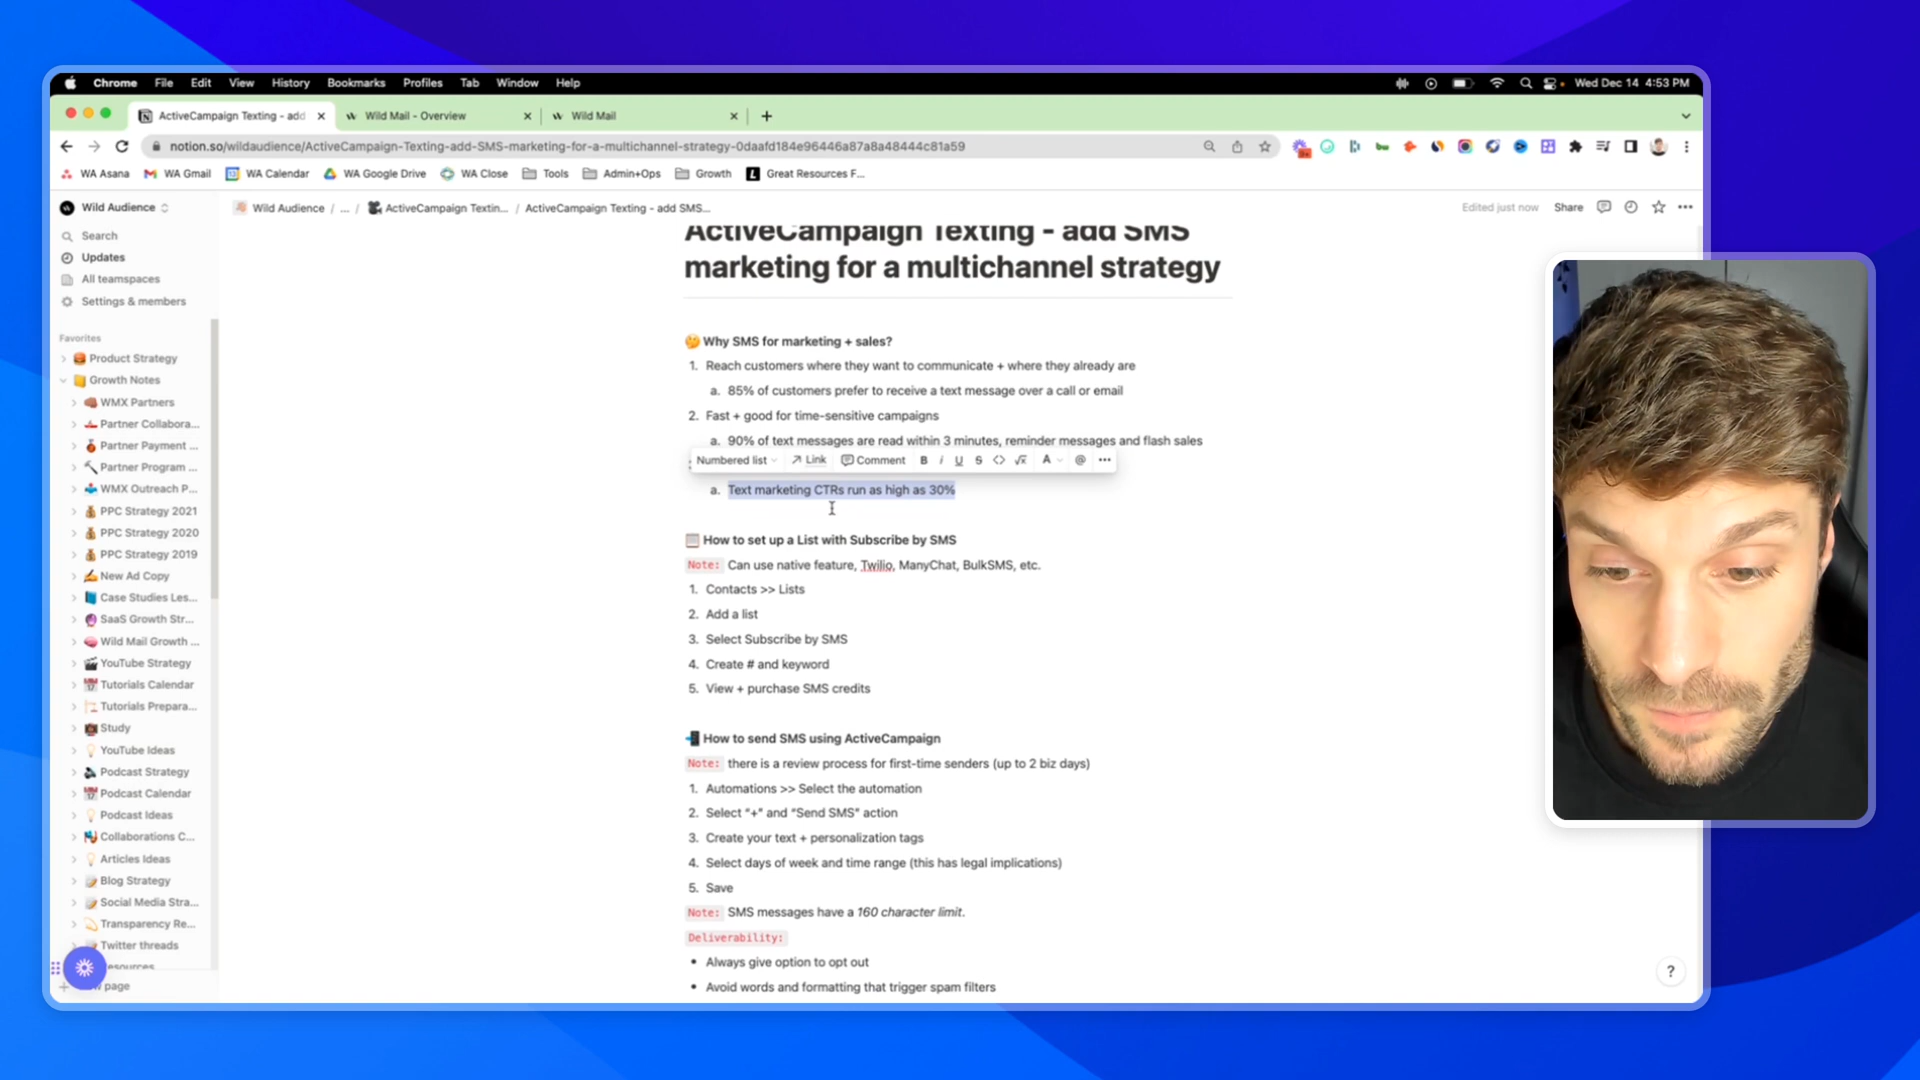 Chrome File Edit View History Bookmarks Profiles Tab Window Help Wed Dec 14 4:53 PM
ActiveCampaign Texting - add Wild Mail - Overview Wild Mail
notion.so/wildaudience/ActiveCampaign-Texting-add-SMS-marketing-for-a-multichannel-strategy-0daafd184e96446a87a8a48444c81a59
WA Asana WA Gmail WA Calendar WA Google Drive WA Close Tools Admin+Ops Growth Great Resources F...
Wild Audience
Wild Audience / ... / ActiveCampaign Textin... / ActiveCampaign Texting - add SMS...
Edited just now Share
Search
Updates
All teamspaces
Settings & members
Favorites
Product Strategy
Growth Notes
WMX Partners
Partner Collabora...
Partner Payment ...
Partner Program ...
WMX Outreach P...
PPC Strategy 2021
PPC Strategy 2020
PPC Strategy 2019
New Ad Copy
Case Studies Les...
SaaS Growth Str...
Wild Mail Growth ...
YouTube Strategy
Tutorials Calendar
Tutorials Prepara...
Study
YouTube Ideas
Podcast Strategy
Podcast Calendar
Podcast Ideas
Collaborations C...
Articles Ideas
Blog Strategy
Social Media Stra...
Transparency Re...
Twitter threads
page
ActiveCampaign Texting - add SMS
marketing for a multichannel strategy
🤔 Why SMS for marketing + sales?
1. Reach customers where they want to communicate + where they already are
a. 85% of customers prefer to receive a text message over a call or email
2. Fast + good for time-sensitive campaigns
a. 90% of text messages are read within 3 minutes, reminder messages and flash sales
Numbered list Link Comment B i U S <> √x A @ •••
a. Text marketing CTRs run as high as 30%
How to set up a List with Subscribe by SMS
Note: Can use native feature, Twilio, ManyChat, BulkSMS, etc.
1. Contacts >> Lists
2. Add a list
3. Select Subscribe by SMS
4. Create # and keyword
5. View + purchase SMS credits
📲 How to send SMS using ActiveCampaign
Note: there is a review process for first-time senders (up to 2 biz days)
1. Automations >> Select the automation
2. Select “+” and “Send SMS” action
3. Create your text + personalization tags
4. Select days of week and time range (this has legal implications)
5. Save
Note: SMS messages have a 160 character limit.
Deliverability:
• Always give option to opt out
• Avoid words and formatting that trigger spam filters
?